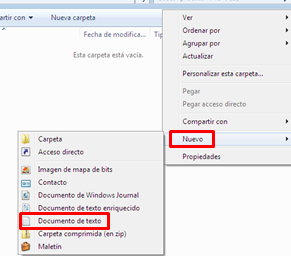 artir con
Nueva carpeta
Fecha de modifica...
Tip
Esta carpeta está vacía.
Ver
Ordenar por
Agrupar por
Actualizar
Personalizar esta carpeta...
Pegar
Pegar acceso directo
Compartir con
Nuevo
Propiedades
Carpeta
Acceso directo
Imagen de mapa de bits
Contacto
Documento de Windows Journal
Documento de texto enriquecido
Documento de texto
Carpeta comprimida (en zip)
Maletín